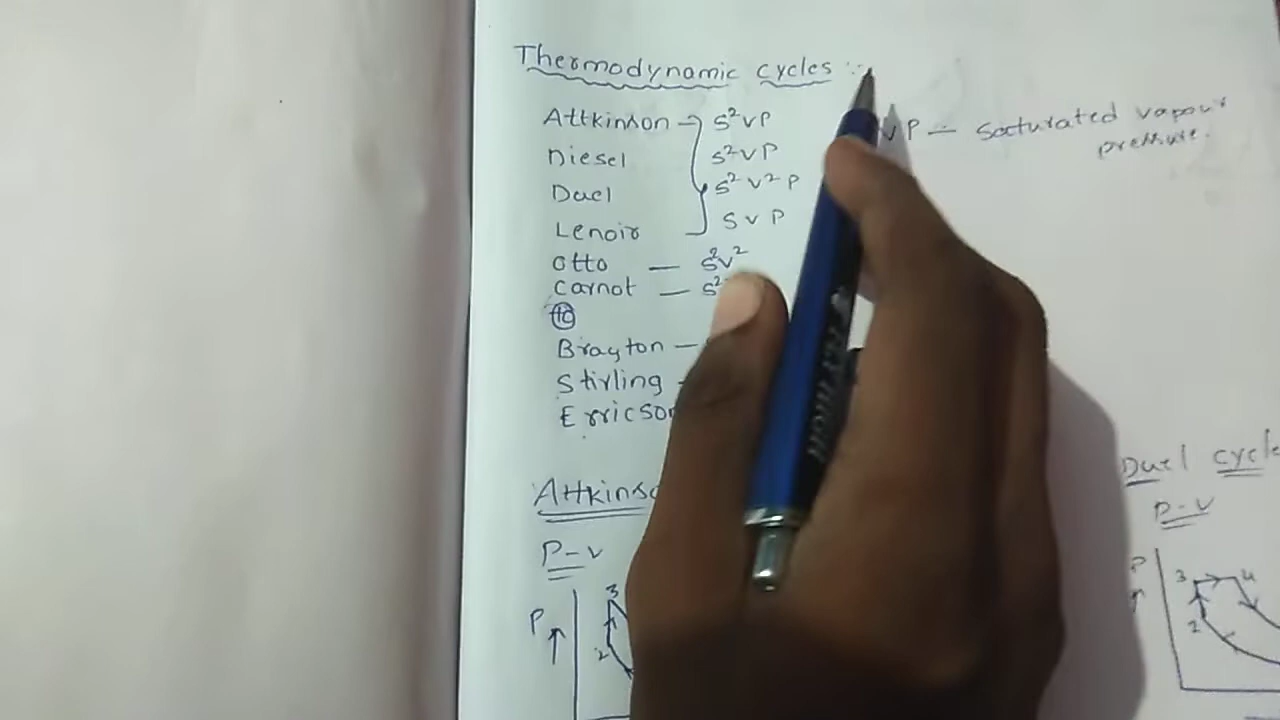 Thermodynamic cycles :-
Attkinson - S²VP
VP - Saturated vapour
pressure.
Diesel S²VP
Dual S²V²P
Lenoir SVP
Otto - S²V²
Carnot - S²
TC
Brayton -
Stirling -
Erricson
Dual cycle
P-V
P-V
P
3
2
P
3
4
2